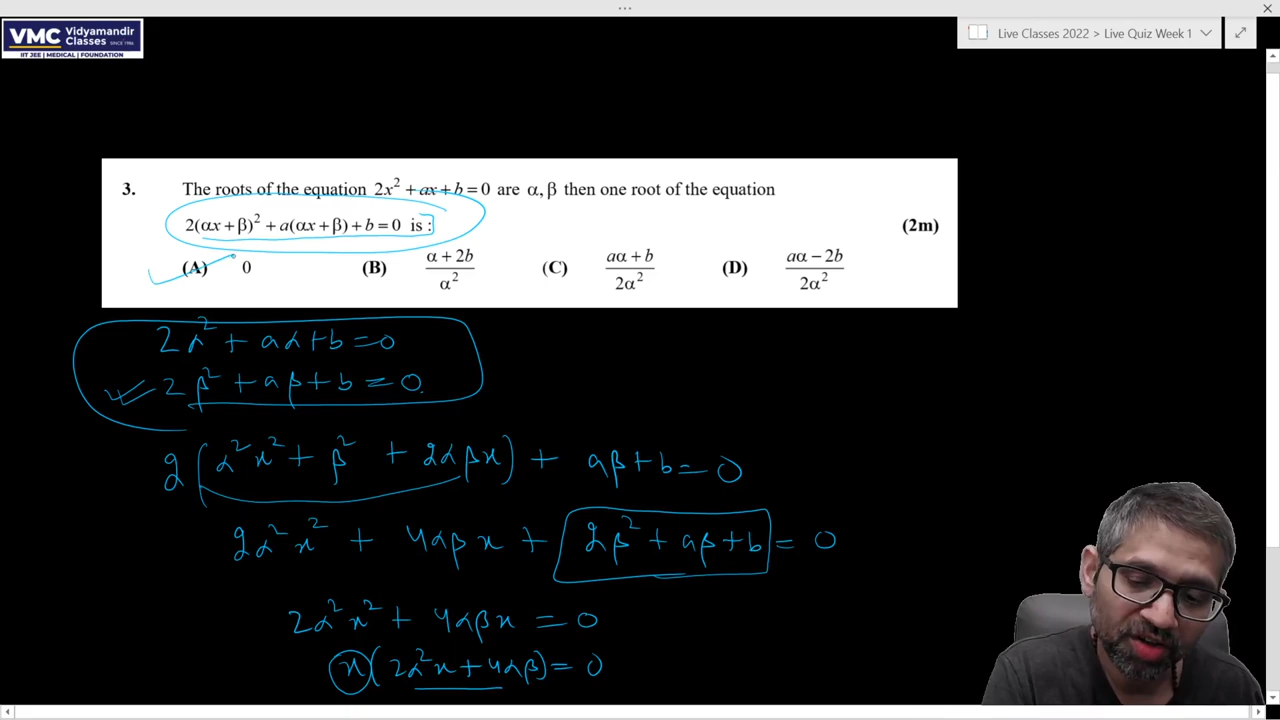 VMC Vidyamandir Classes SINCE 1986
IIT JEE | MEDICAL | FOUNDATION
Live Classes 2022 > Live Quiz Week 1
3. The roots of the equation 2x² + ax + b = 0 are α, β then one root of the equation
2(αx + β)² + a(αx + β) + b = 0 is : (2m)
(A) 0 (B) (α + 2b)/α² (C) (aα + b)/2α² (D) (aα − 2b)/2α²
2α² + aα + b = 0
2β² + aβ + b = 0
2(α²x² + β² + 2αβx) + aβ + b = 0
2α²x² + 4αβx + 2β² + aβ + b = 0
2α²x² + 4αβx = 0
x(2α²x + 4αβ) = 0